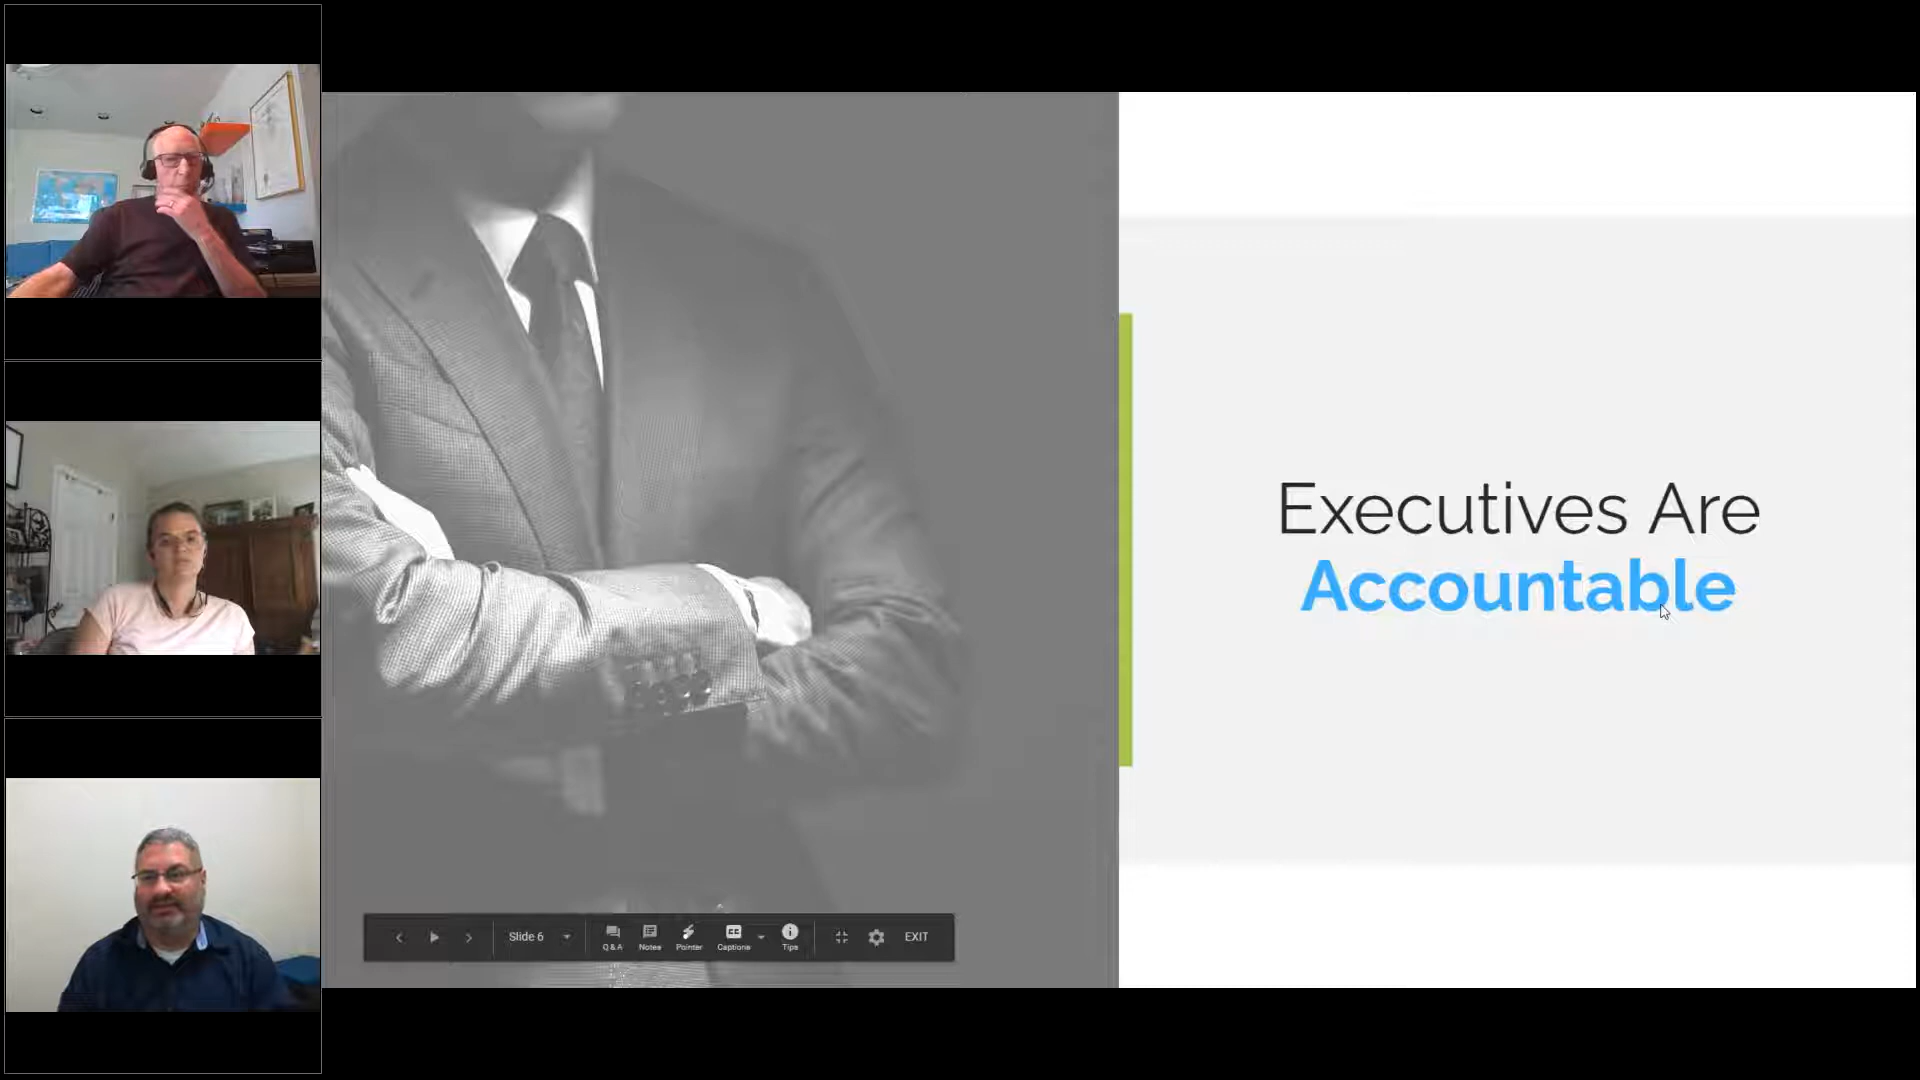 Executives Are
Accountable
Slide 6
Q & A
Notes
Pointer
Captions
Tips
EXIT